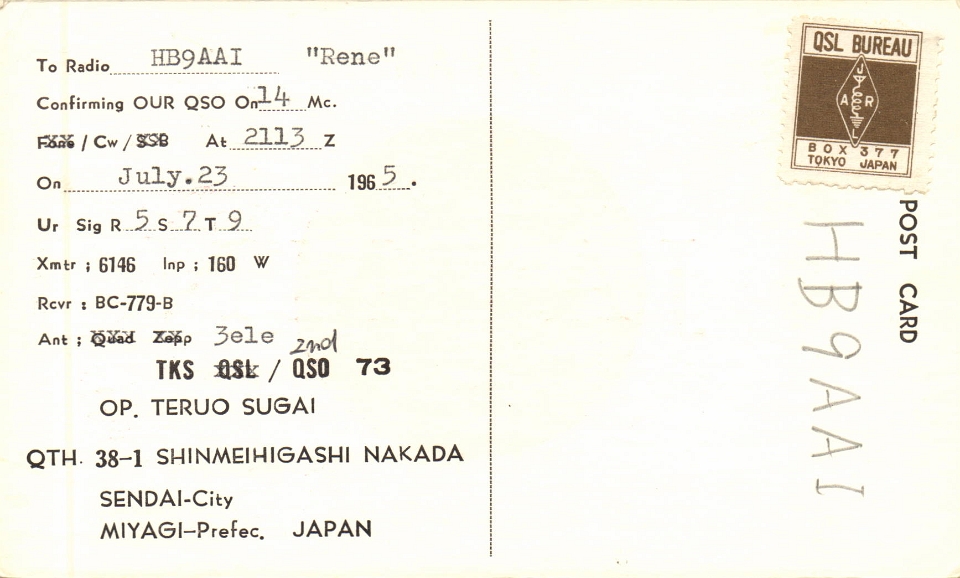 To Radio HB9AAI "Rene"
Confirming OUR QSO On 14 Mc.
Fone / Cw / SSB At 2113 Z
On July.23 1965.
Ur Sig R 5 S 7 T 9
Xmtr ; 6146 Inp ; 160 W
Rcvr : BC-779-B
Ant ; Quad Zepp 3ele
2nd
TKS QSL / QSO 73
OP. TERUO SUGAI
QTH. 38-1 SHINMEIHIGASHI NAKADA
SENDAI-City
MIYAGI-Prefec. JAPAN
QSL BUREAU
J
A R
L
BOX 377
TOKYO JAPAN
POST CARD
HB9AAI